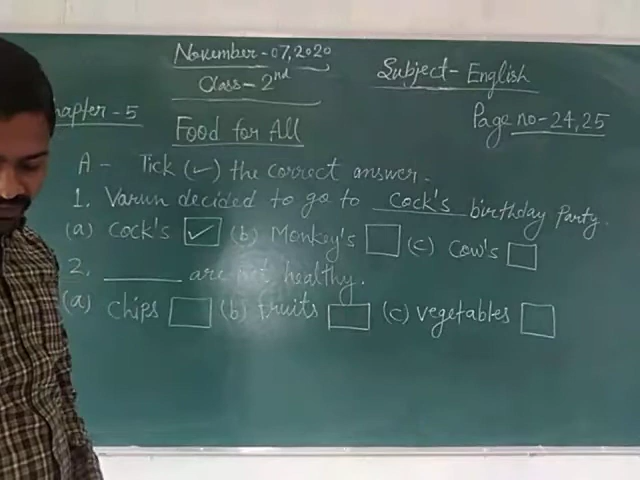 November-07,2020
Class-2nd
Subject-English
Chapter-5
Page no-24,25
Food for All
A- Tick (✓) the correct answer.
1. Varun decided to go to Cock's birthday Party.
(a) Cock's ✓ (b) Monkey's (c) Cow's
2. ______ are not healthy.
(a) Chips (b) Fruits (c) Vegetables